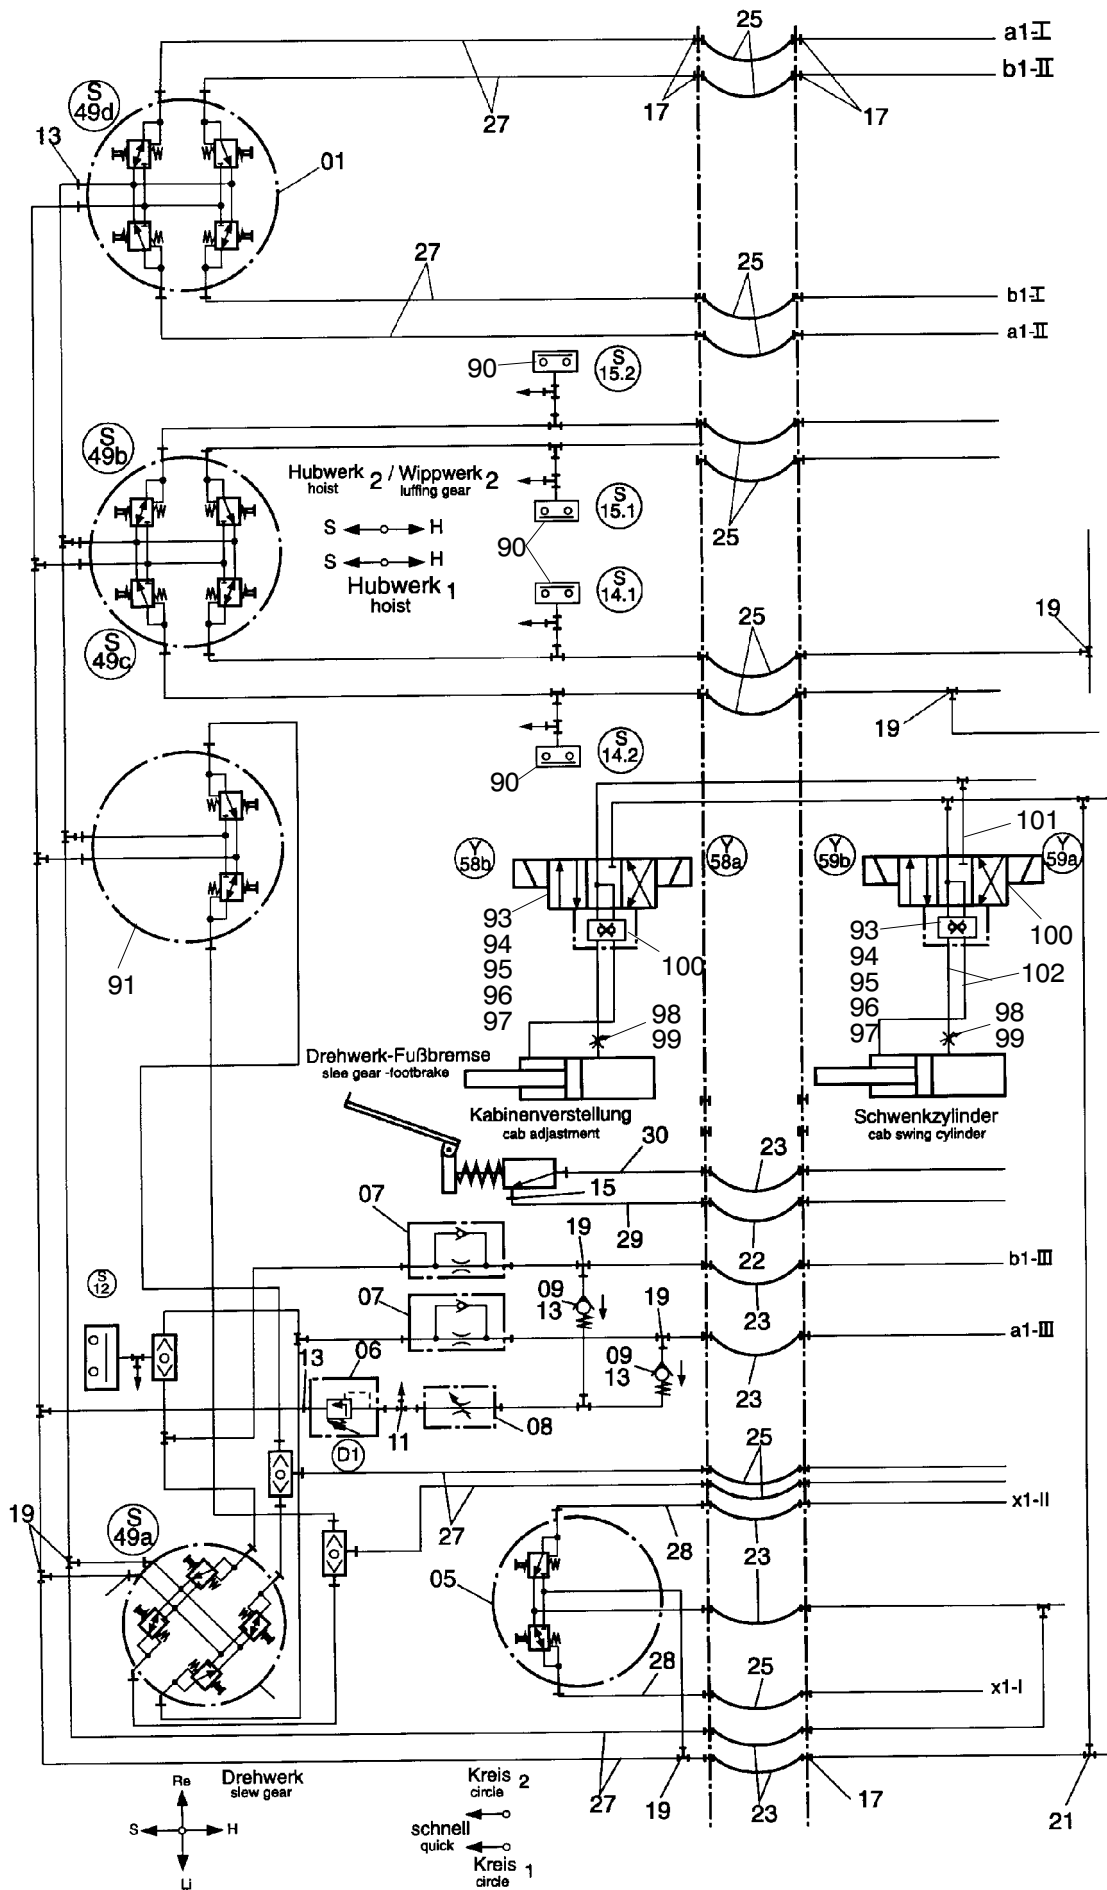 25
a1-I
S
49d
b1-II
17
27
17
13
01
27
25
b1-I
a1-II
90
S
15.2
S
49b
Hubwerk 2 / Wippwerk 2
hoist luffing gear
S
15.1
S H
25
90
S H
Hubwerk 1
hoist
S
14.1
25
19
S
49c
19
S
14.2
90
101
Y
58b
Y
58a
Y
59b
Y
59a
93
94
95
96
97
100
93
94
95
96
97
100
91
102
98
99
98
99
Drehwerk-Fußbremse
slee gear -footbrake
Kabinenverstellung
cab adjastment
Schwenkzylinder
cab swing cylinder
30
23
07
15
19
29
22
b1-III
S
12
09
13
07
19
23
a1-III
06
09
13
13
23
11
08
D1
25
19
S
49a
27
x1-II
28
23
05
28
25
x1-I
Re
Drehwerk
slew gear
Kreis 2
circle
27
19
23
17
21
S H
schnell
quick
Kreis 1
circle
Li